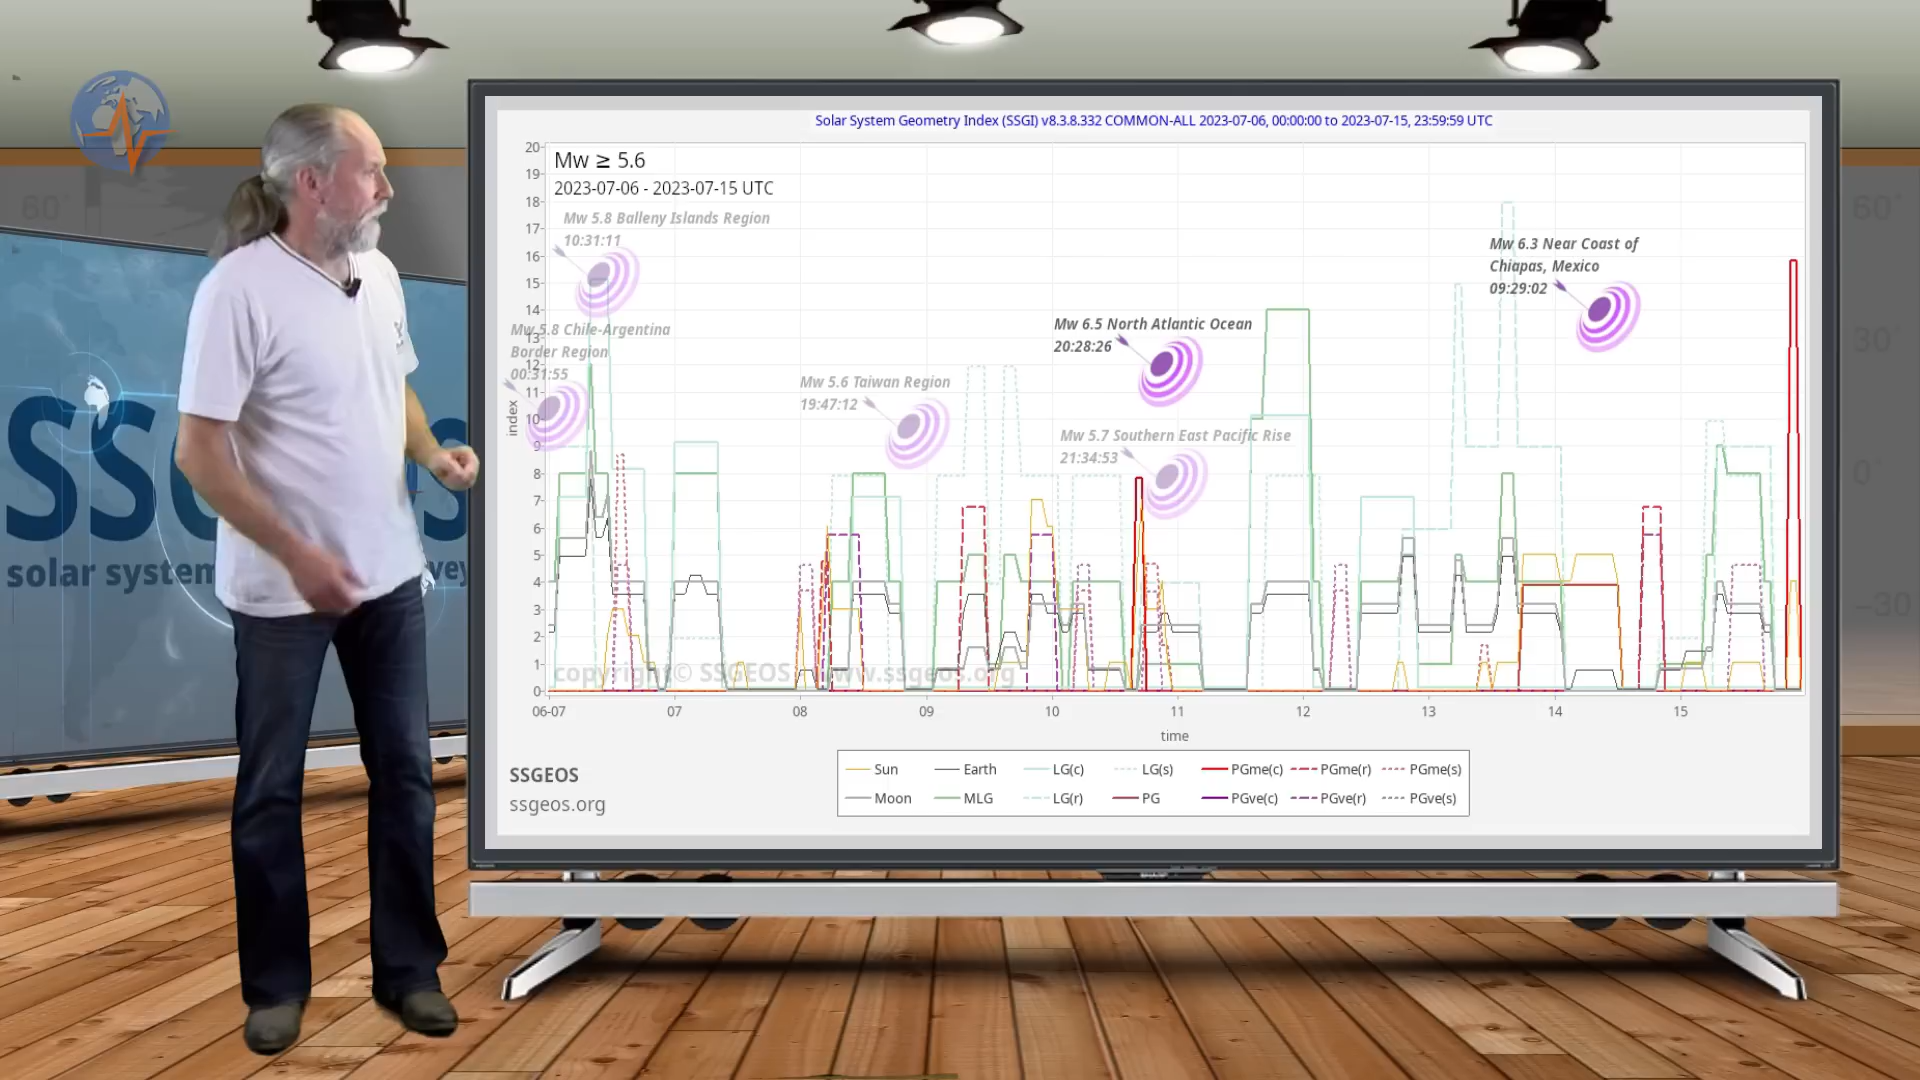 Solar System Geometry Index (SSGI) v8.3.8.332 COMMON-ALL 2023-07-06, 00:00:00 to 2023-07-15, 23:59:59 UTC
Mw ≥ 5.6
2023-07-06 - 2023-07-15 UTC
Mw 5.8 Balleny Islands Region
10:31:11
Mw 5.8 Chile-Argentina
Border Region
00:31:55
Mw 5.6 Taiwan Region
19:47:12
Mw 6.5 North Atlantic Ocean
20:28:26
Mw 5.7 Southern East Pacific Rise
21:34:53
Mw 6.3 Near Coast of
Chiapas, Mexico
09:29:02
20
19
18
17
16
15
14
13
12
11
10
9
8
7
6
5
4
3
2
1
0
index
copyright© SSGEOS
www.ssgeos.org
06-07 07 08 09 10 11 12 13 14 15
time
Sun Earth LG(c) LG(s) PGme(c) PGme(r) PGme(s)
Moon MLG LG(r) PG PGve(c) PGve(r) PGve(s)
SSGEOS
ssgeos.org
solar system
vey
60°
60°
30°
0°
-30